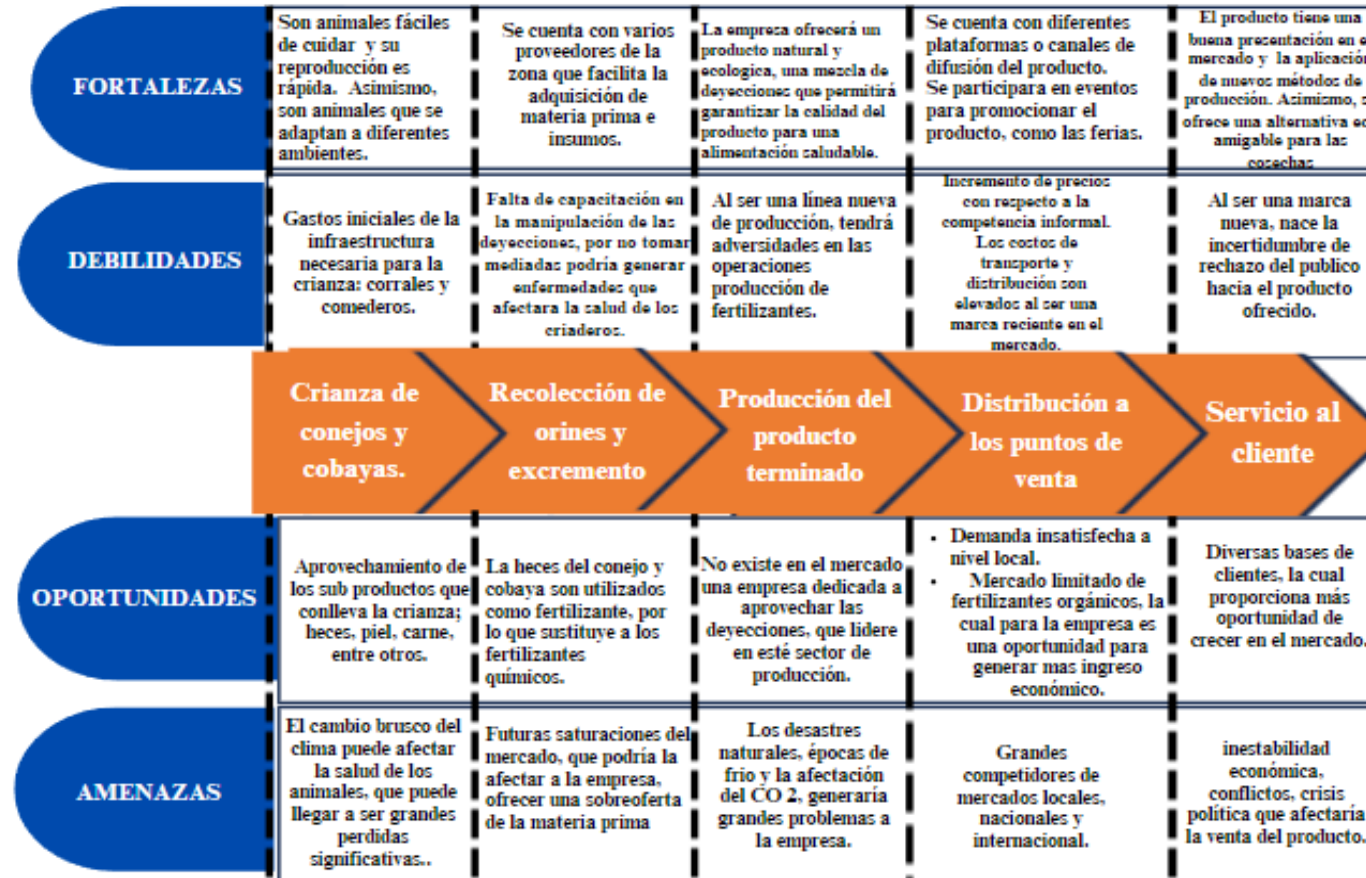 FORTALEZAS
Son animales fáciles
de cuidar y su
reproducción es
rápida. Asimismo,
son animales que se
adaptan a diferentes
ambientes.
Se cuenta con varios
proveedores de la
zona que facilita la
adquisición de
materia prima e
insumos.
La empresa ofrecerá un
producto natural y
ecologica, una mezcla de
deyecciones que permitirá
garantizar la calidad del
producto para una
alimentación saludable.
Se cuenta con diferentes
plataformas o canales de
difusión del producto.
Se participara en eventos
para promocionar el
producto, como las ferias.
El producto tiene una
buena presentación en e
mercado y la aplicación
de nuevos métodos de
producción. Asimismo, s
ofrece una alternativa ec
amigable para las
cosechas
DEBILIDADES
Gastos iniciales de la
infraestructura
necesaria para la
crianza: corrales y
comederos.
Falta de capacitación en
la manipulación de las
deyecciones, por no tomar
mediadas podría generar
enfermedades que
afectara la salud de los
criaderos.
Al ser una línea nueva
de producción, tendrá
adversidades en las
operaciones
producción de
fertilizantes.
Incremento de precios
con respecto a la
competencia informal.
Los costos de
transporte y
distribución son
elevados al ser una
marca reciente en el
mercado.
Al ser una marca
nueva, nace la
incertidumbre de
rechazo del publico
hacia el producto
ofrecido.
Crianza de
conejos y
cobayas.
Recolección de
orines y
excremento
Producción del
producto
terminado
Distribución a
los puntos de
venta
Servicio al
cliente
OPORTUNIDADES
Aprovechamiento de
los sub productos que
conlleva la crianza;
heces, piel, carne,
entre otros.
La heces del conejo y
cobaya son utilizados
como fertilizante, por
lo que sustituye a los
fertilizantes
químicos.
No existe en el mercado
una empresa dedicada a
aprovechar las
deyecciones, que lidere
en esté sector de
producción.
• Demanda insatisfecha a
nivel local.
• Mercado limitado de
fertilizantes orgánicos, la
cual para la empresa es
una oportunidad para
generar mas ingreso
económico.
Diversas bases de
clientes, la cual
proporciona más
oportunidad de
crecer en el mercado.
AMENAZAS
El cambio brusco del
clima puede afectar
la salud de los
animales, que puede
llegar a ser grandes
perdidas
significativas..
Futuras saturaciones del
mercado, que podría la
afectar a la empresa,
ofrecer una sobreoferta
de la materia prima
Los desastres
naturales, épocas de
frio y la afectación
del CO 2, generaría
grandes problemas a
la empresa.
Grandes
competidores de
mercados locales,
nacionales y
internacional.
inestabilidad
económica,
conflictos, crisis
política que afectaría
la venta del producto.